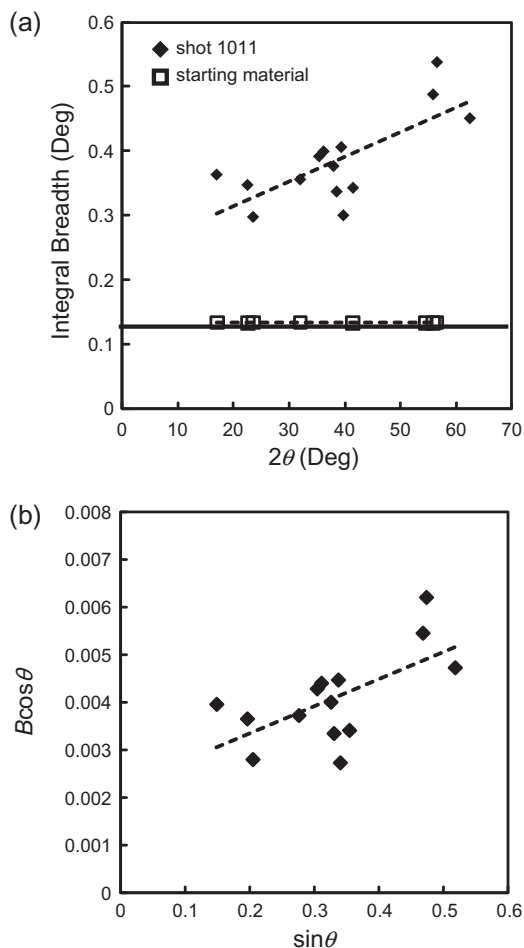 (a)
0.6
0.5
0.4
0.3
0.2
0.1
0
Integral Breadth (Deg)
shot 1011
starting material
0 10 20 30 40 50 60 70
2θ (Deg)
(b)
0.008
0.007
0.006
0.005
0.004
0.003
0.002
0.001
0
Bcosθ
0 0.1 0.2 0.3 0.4 0.5 0.6
sinθ